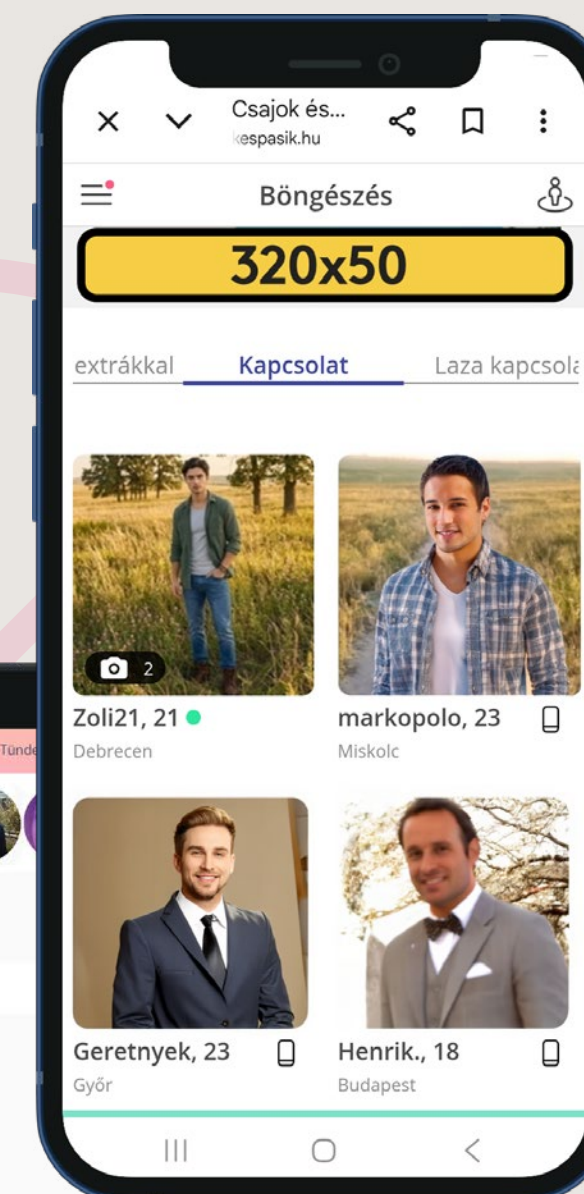 Csajok és...
kespasik.hu
Böngészés
320x50
extrákkal Kapcsolat Laza kapcsola
2
Zoli21, 21
markopolo, 23
Debrecen
Miskolc
Tünde
Geretnyek, 23
Henrik., 18
Győr
Budapest